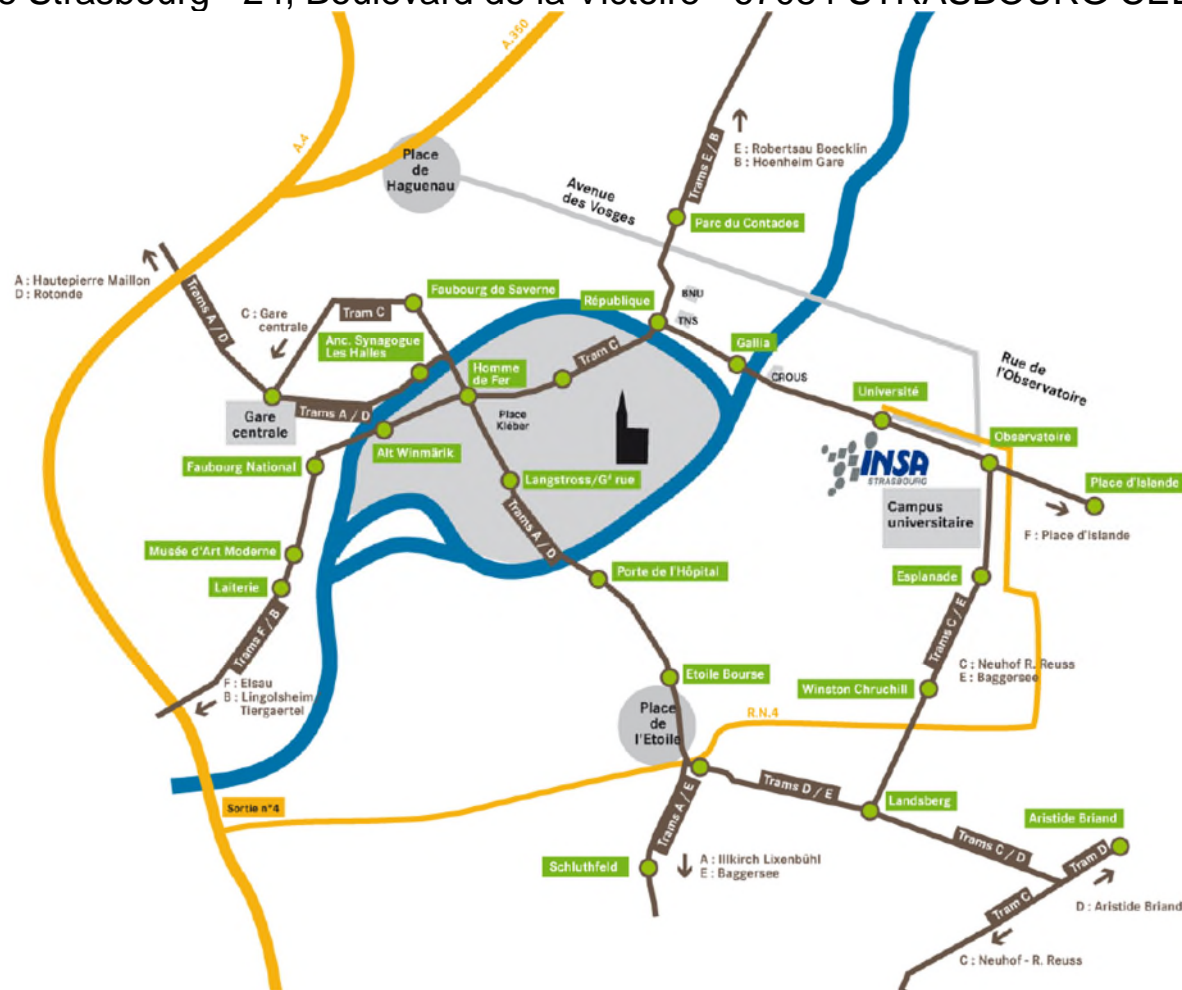 Strasbourg - 24, Boulevard de la Victoire - 67084 STRASBOURG
A.350
A.4
Place
de
Haguenau
E : Robertsau Boecklin
B : Hoenheim Gare
Trams E / B
Avenue
des Vosges
Parc du Contades
A : Hautepierre Maillon
D : Rotonde
Trams A / D
C : Gare
centrale
Tram C
Faubourg de Saverne
République
BNU
TNS
Anc. Synagogue
Les Halles
Homme
de Fer
Tram C
Gallia
CROUS
Rue de
l'Observatoire
Université
Gare
centrale
Trams A / D
Place
Kléber
Alt Winmärik
Observatoire
Faubourg National
INSA
STRASBOURG
Langstross/Gᵈ rue
Place d'Islande
Campus
universitaire
F : Place d'Islande
Trams A / D
Musée d'Art Moderne
Porte de l'Hôpital
Esplanade
Laiterie
Trams F / B
Trams C / E
F : Elsau
B : Lingolsheim
Tiergaertel
Etoile Bourse
C : Neuhof R. Reuss
E : Baggersee
Winston Chruchill
Place
de
l'Etoile
R.N.4
Trams D / E
Sortie n°4
Landsberg
Trams A / E
Aristide Briand
Trams C / D
Tram D
Schluthfeld
A : Illkirch Lixenbühl
E : Baggersee
Tram C
D : Aristide Briand
C : Neuhof - R. Reuss